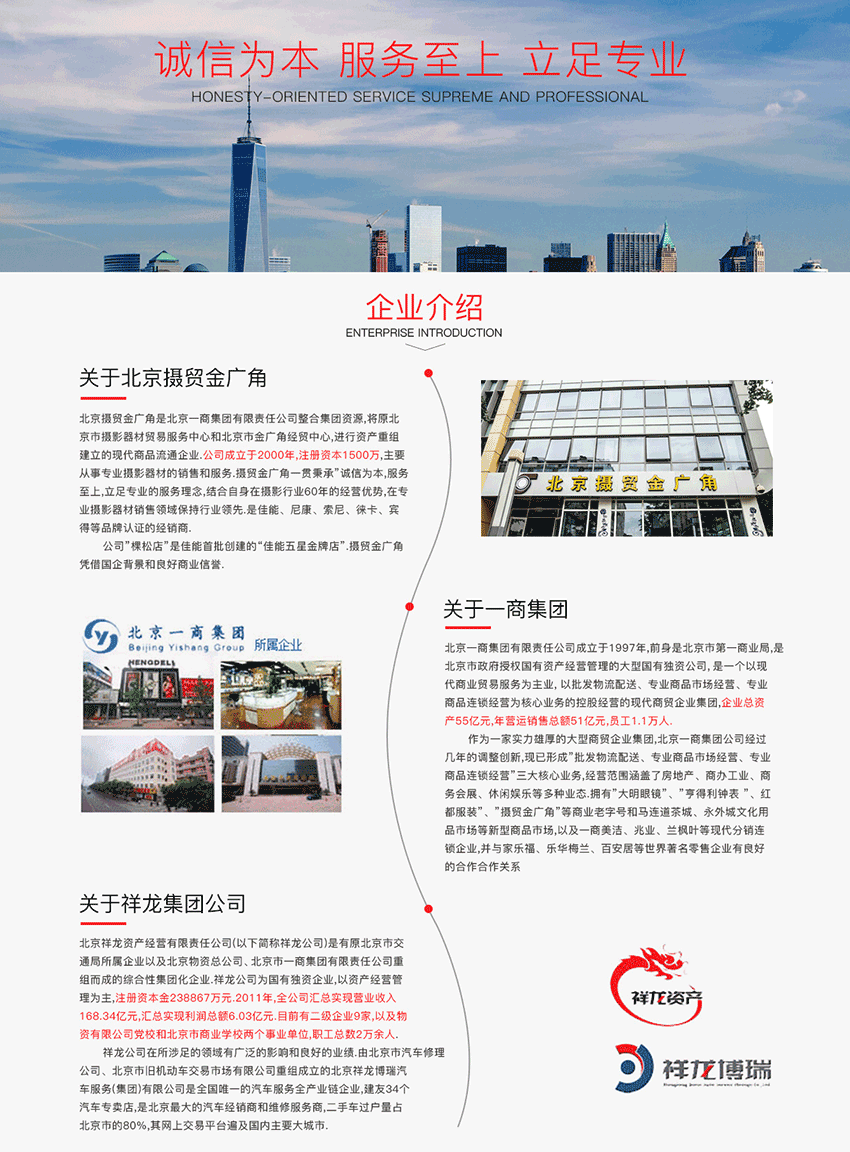 诚信为本 服务至上 立足专业
HONESTY-ORIENTED SERVICE SUPREME AND PROFESSIONAL
企业介绍
ENTERPRISE INTRODUCTION
关于北京摄贸金广角
北京摄贸金广角是北京一商集团有限责任公司整合集团资源,将原北
京市摄影器材贸易服务中心和北京市金广角经贸中心,进行资产重组
建立的现代商品流通企业.公司成立于2000年,注册资本1500万,主要
从事专业摄影器材的销售和服务.摄贸金广角一贯秉承”诚信为本,服务
至上,立足专业的服务理念,结合自身在摄影行业60年的经营优势,在专
业摄影器材销售领域保持行业领先.是佳能、尼康、索尼、徕卡、宾
得等品牌认证的经销商.
公司”棵松店”是佳能首批创建的“佳能五星金牌店”.摄贸金广角
凭借国企背景和良好商业信誉.
北京摄贸金广角
北京一商集团
Beijing Yishang Group
所属企业
HENGDELI
关于一商集团
北京一商集团有限责任公司成立于1997年,前身是北京市第一商业局,是
北京市政府授权国有资产经营管理的大型国有独资公司, 是一个以现
代商业贸易服务为主业, 以批发物流配送、专业商品市场经营、专业
商品连锁经营为核心业务的控股经营的现代商贸企业集团,企业总资
产55亿元,年营运销售总额51亿元,员工1.1万人.
作为一家实力雄厚的大型商贸企业集团,北京一商集团公司经过
几年的调整创新,现已形成”批发物流配送、专业商品市场经营、专业
商品连锁经营”三大核心业务,经营范围涵盖了房地产、商办工业、商
务会展、休闲娱乐等多种业态.拥有”大明眼镜”、”亨得利钟表 ”、红
都服装”、”摄贸金广角”等商业老字号和马连道茶城、永外城文化用
品市场等新型商品市场,以及一商美洁、兆业、兰枫叶等现代分销连
锁企业,并与家乐福、乐华梅兰、百安居等世界著名零售企业有良好
的合作合作关系
关于祥龙集团公司
北京祥龙资产经营有限责任公司(以下简称祥龙公司)是有原北京市交
通局所属企业以及北京物资总公司、北京市一商集团有限责任公司重
组而成的综合性集团化企业.祥龙公司为国有独资企业,以资产经营管
理为主,注册资本金238867万元.2011年,全公司汇总实现营业收入
168.34亿元,汇总实现利润总额6.03亿元.目前有二级企业9家,以及物
资有限公司党校和北京市商业学校两个事业单位,职工总数2万余人.
祥龙公司在所涉足的领域有广泛的影响和良好的业绩.由北京市汽车修理
公司、北京市旧机动车交易市场有限公司重组成立的北京祥龙博瑞汽
车服务(集团)有限公司是全国唯一的汽车服务全产业链企业,建友34个
汽车专卖店,是北京最大的汽车经销商和维修服务商,二手车过户量占
北京市的80%,其网上交易平台遍及国内主要大城市.
祥龙资产
祥龙博瑞